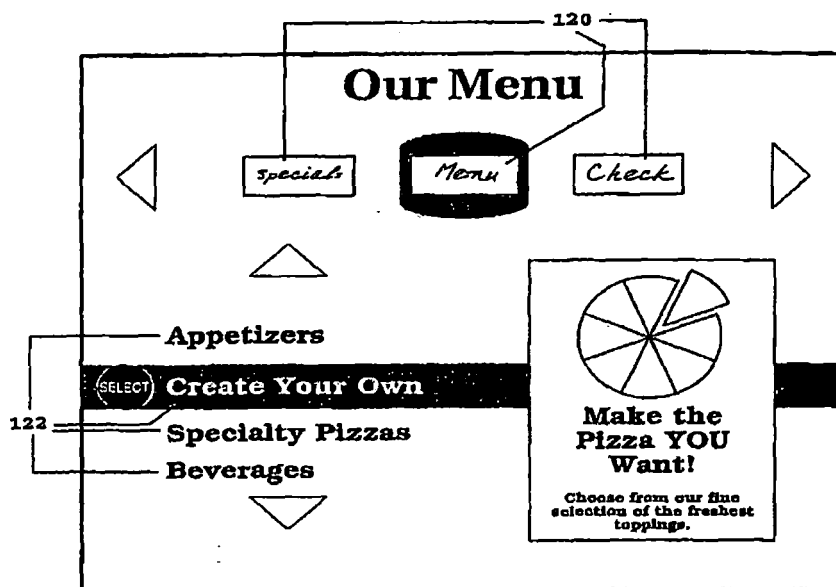 120
Our Menu
Specials Menu Check
Appetizers
SELECT Create Your Own
122
Specialty Pizzas
Beverages
Make the
Pizza YOU
Want!
Choose from our fine
selection of the freshest
toppings.